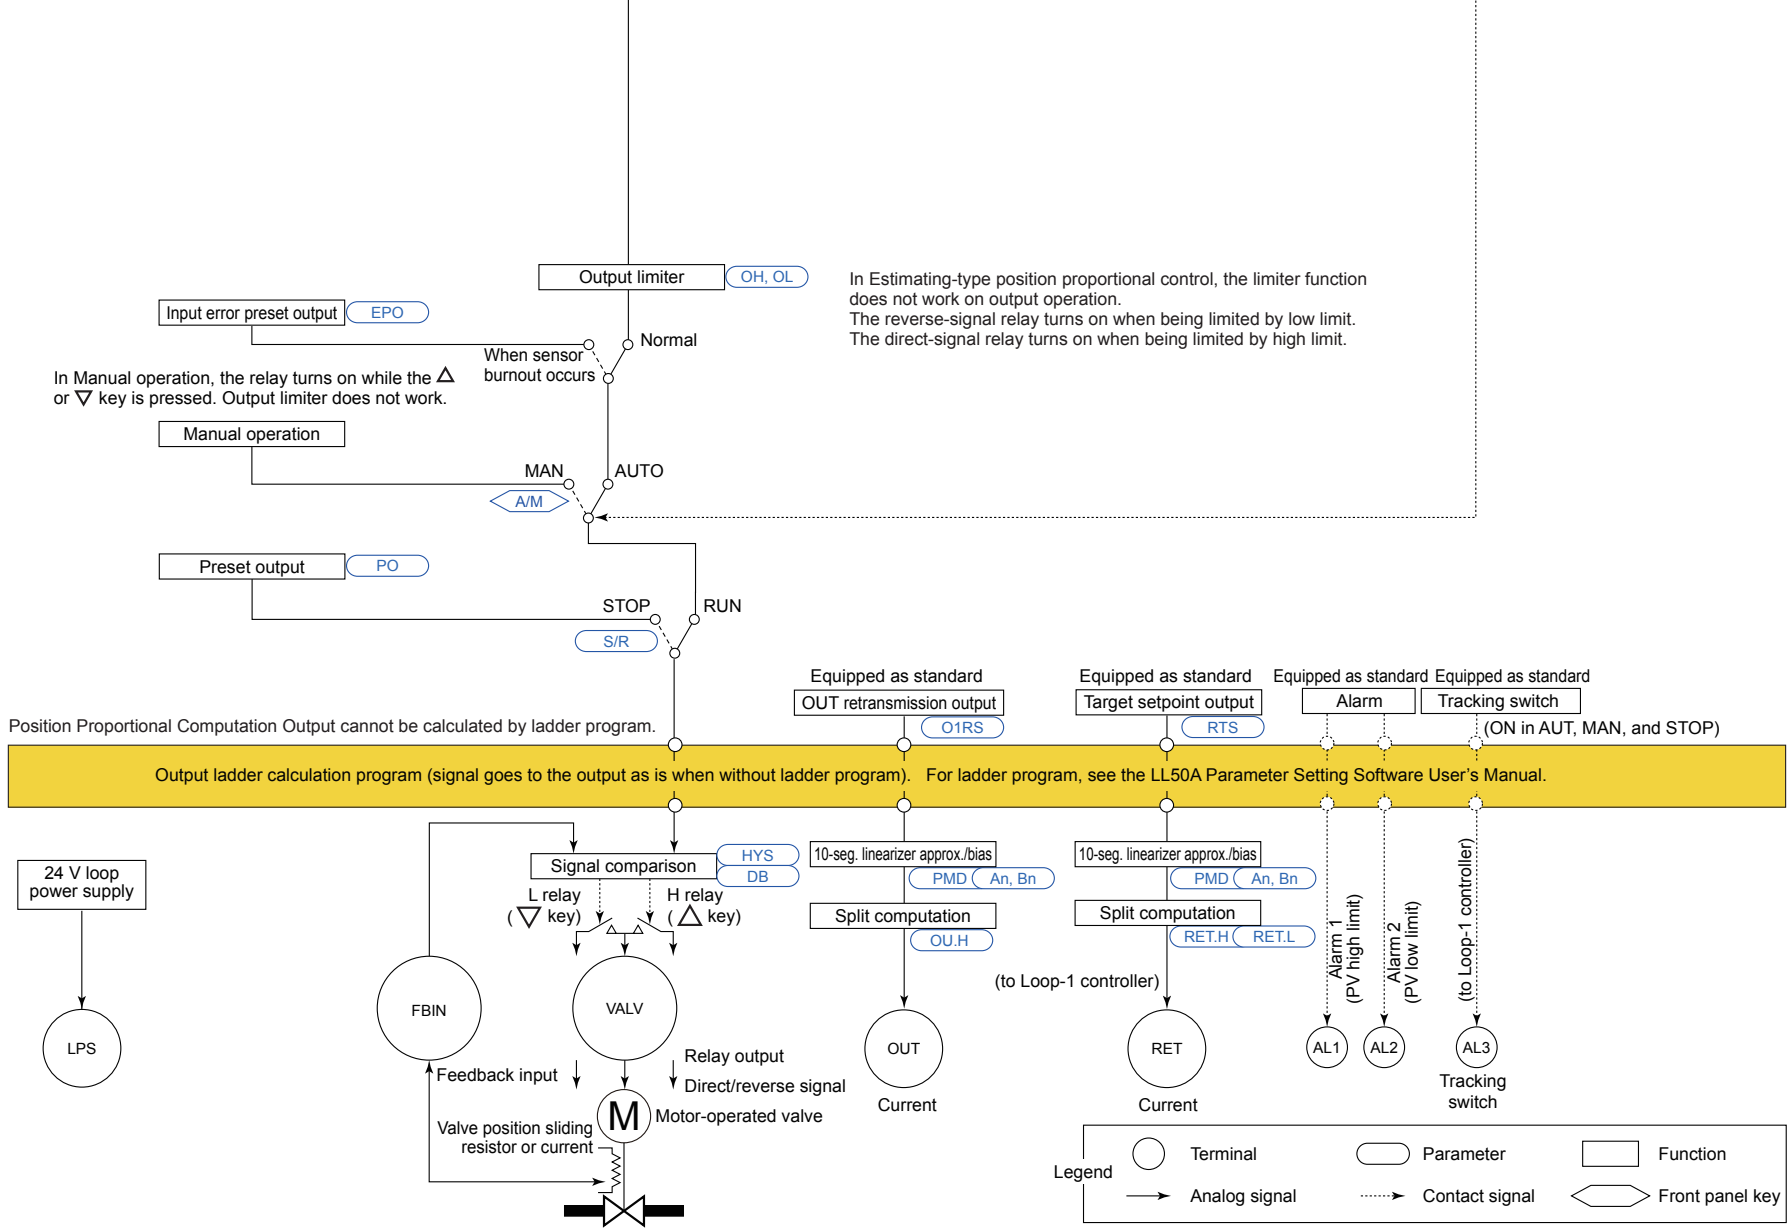 Output limiter
OH, OL
In Estimating-type position proportional control, the limiter function
does not work on output operation.
The reverse-signal relay turns on when being limited by low limit.
The direct-signal relay turns on when being limited by high limit.
Input error preset output
EPO
Normal
When sensor
burnout occurs
In Manual operation, the relay turns on while the △
or ▽ key is pressed. Output limiter does not work.
Manual operation
MAN
AUTO
A/M
Preset output
PO
STOP
RUN
S/R
Equipped as standard
OUT retransmission output
O1RS
Equipped as standard
Target setpoint output
RTS
Equipped as standard
Alarm
Equipped as standard
Tracking switch
(ON in AUT, MAN, and STOP)
Position Proportional Computation Output cannot be calculated by ladder program.
Output ladder calculation program (signal goes to the output as is when without ladder program). For ladder program, see the LL50A Parameter Setting Software User's Manual.
24 V loop
power supply
LPS
Signal comparison
HYS
DB
L relay
(▽ key)
H relay
(△ key)
FBIN
VALV
Feedback input
Relay output
Direct/reverse signal
M
Motor-operated valve
Valve position sliding
resistor or current
10-seg. linearizer approx./bias
PMD
An, Bn
Split computation
OU.H
OUT
Current
10-seg. linearizer approx./bias
PMD
An, Bn
Split computation
RET.H
RET.L
(to Loop-1 controller)
RET
Current
Alarm 1
(PV high limit)
Alarm 2
(PV low limit)
(to Loop-1 controller)
AL1
AL2
AL3
Tracking
switch
Legend
Terminal
Parameter
Function
Analog signal
Contact signal
Front panel key